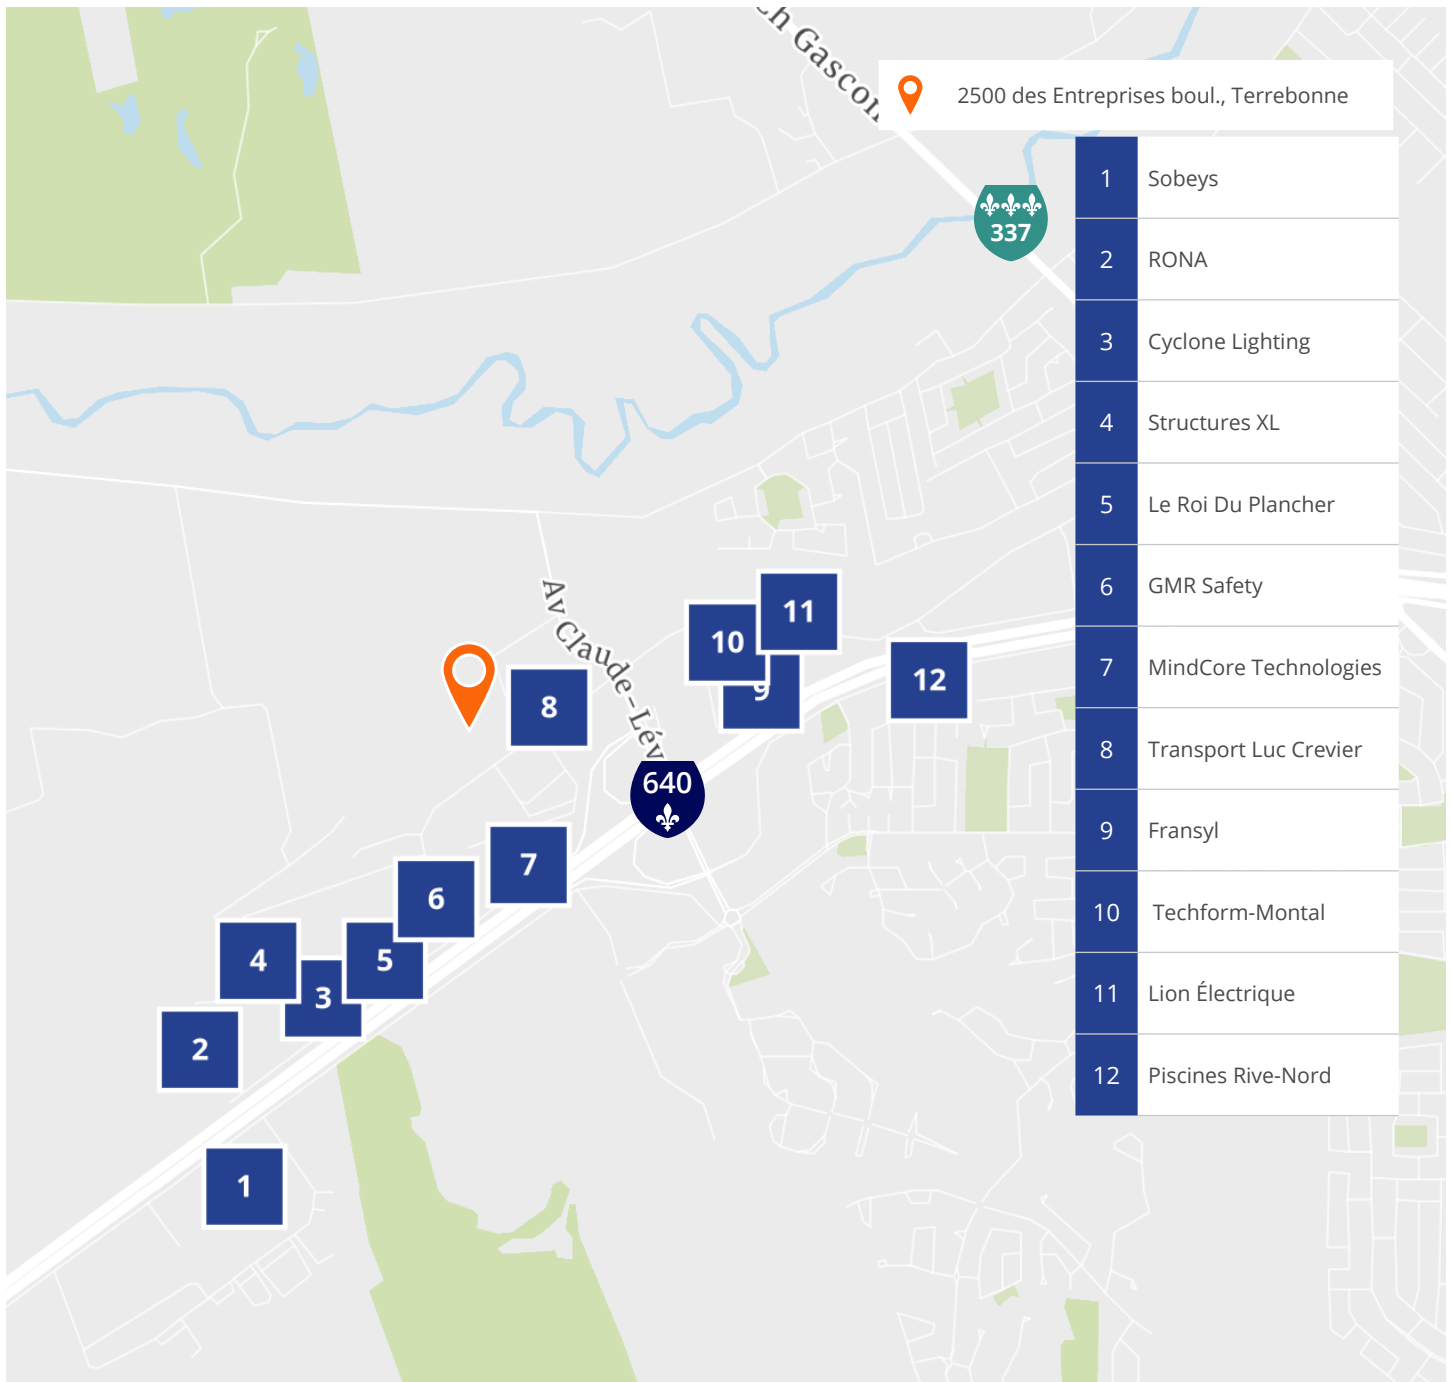 ch Gascon
2500 des Entreprises boul., Terrebonne
337
1 Sobeys
2 RONA
3 Cyclone Lighting
4 Structures XL
5 Le Roi Du Plancher
6 GMR Safety
7 MindCore Technologies
8 Transport Luc Crevier
9 Fransyl
10 Techform-Montal
11 Lion Électrique
12 Piscines Rive-Nord
Av Claude-Lév
11
10
9
12
8
640
7
6
5
4
3
2
1